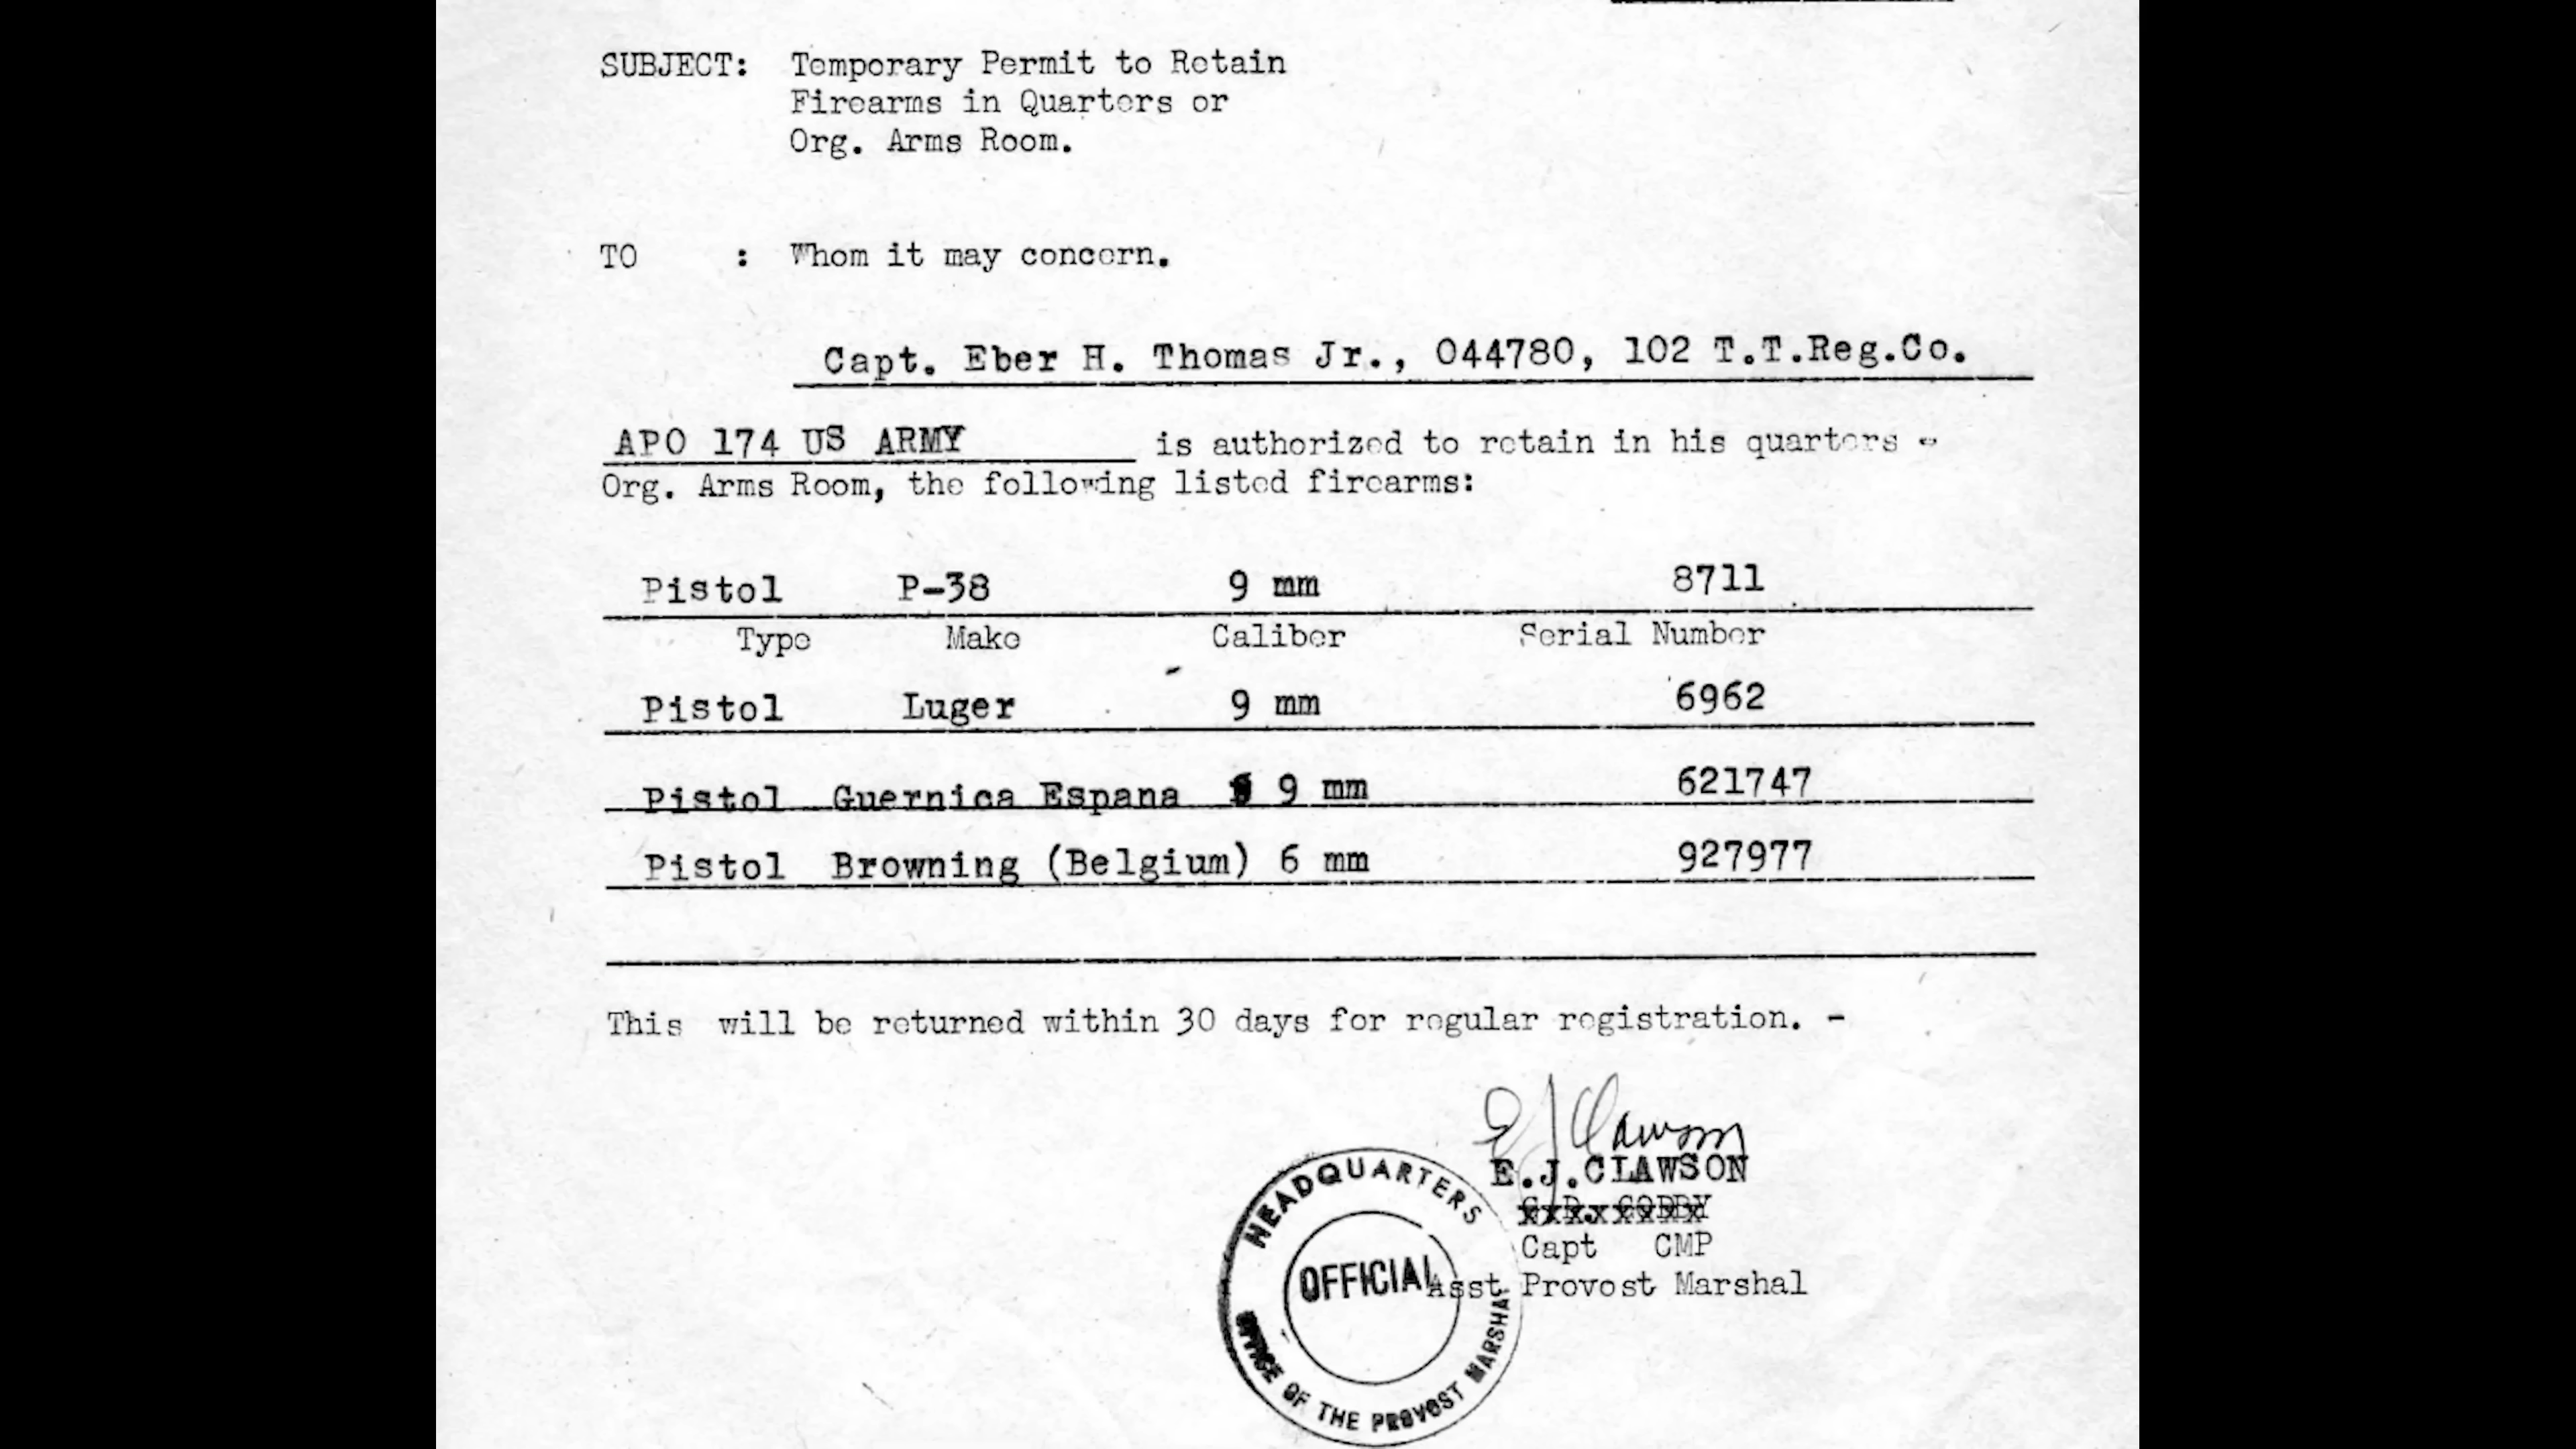 SUBJECT: Temporary Permit to Retain
Firearms in Quarters or
Org. Arms Room.
TO : Whom it may concern.
Capt. Eber H. Thomas Jr., 044780, 102 T.T.Reg.Co.
APO 174 US ARMY is authorized to retain in his quarters -
Org. Arms Room, the following listed firearms:
Pistol P-38 9 mm 8711
Type Make Caliber Serial Number
Pistol Luger 9 mm 6962
Pistol Guernica Espana 9 mm 621747
Pistol Browning (Belgium) 6 mm 927977
This will be returned within 30 days for regular registration. -
E J Clawson
E.J.CLAWSON
Capt CMP
Asst Provost Marshal
HEADQUARTERS
OFFICIAL
OFFICE OF THE PROVOST MARSHAL